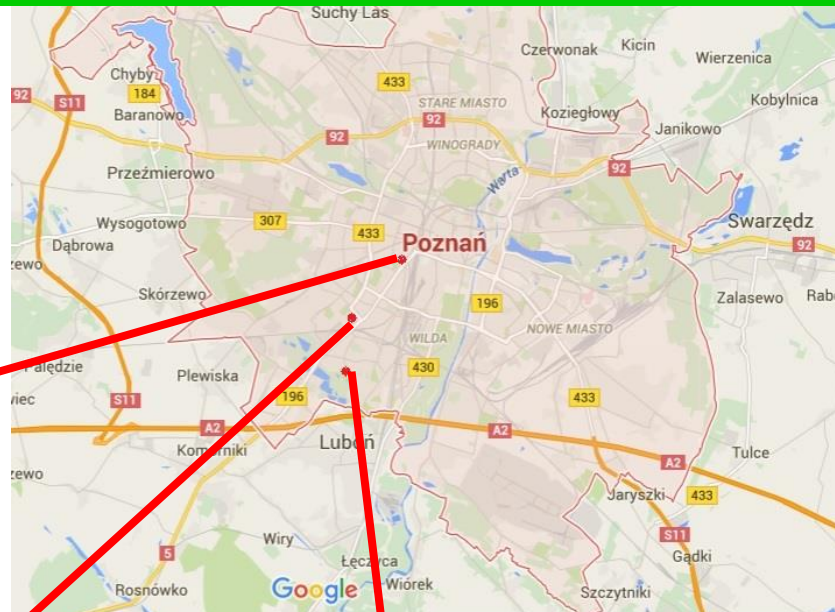 Suchy Las
Czerwonak
Kicin
Wierzenica
Chyby
433
92
S11
184
STARE MIASTO
Kobylnica
Baranowo
92
92
Koziegłowy
Janikowo
WINOGRADY
Przeźmierowo
Warta
92
Wysogotowo
307
433
Swarzędz
Dąbrowa
Poznań
92
zewo
Skórzewo
196
Zalasewo
Rab
NOWE MIASTO
WILDA
Palędzie
Plewiska
430
wiec
S11
196
433
A2
A2
Luboń
Komorniki
Tulce
A2
zewo
Jaryszki
433
S11
Wiry
5
Gądki
Łęczyca
Rosnówko
Google
Wiórek
Szczytniki